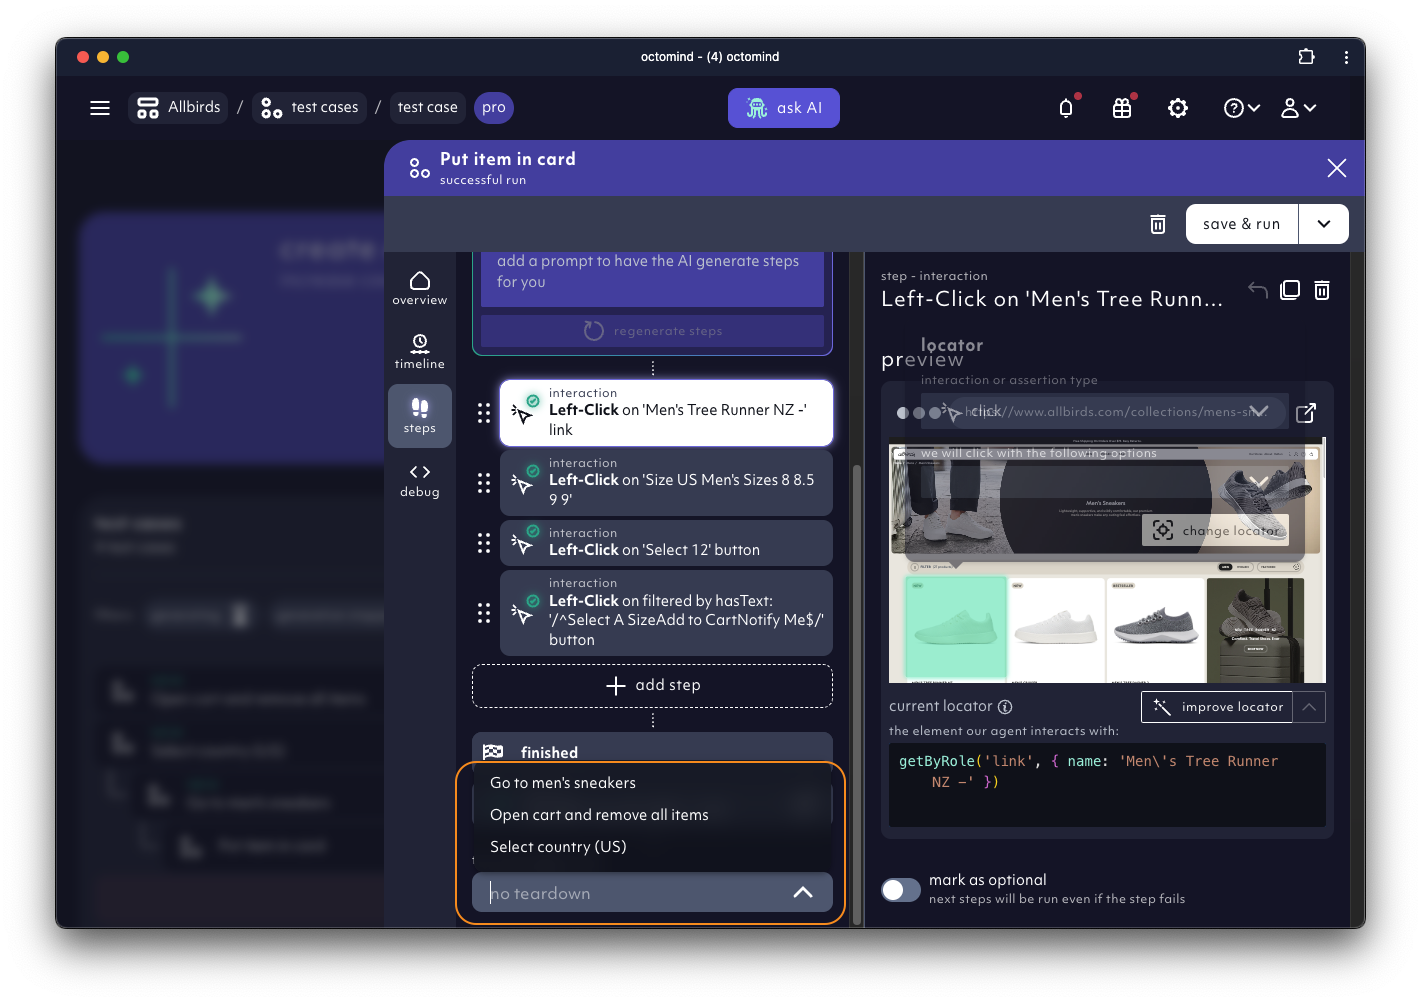 octomind - (4) octomind
Allbirds / test cases / test case pro
ask AI
Put item in card
successful run
save & run
overview
timeline
steps
debug
add a prompt to have the AI generate steps
for you
regenerate steps
interaction
Left-Click on 'Men's Tree Runner NZ -'
link
interaction
Left-Click on 'Size US Men's Sizes 8 8.5
9 9'
interaction
Left-Click on 'Select 12' button
interaction
Left-Click on filtered by hasText:
'/^Select A SizeAdd to CartNotify Me$/'
button
add step
finished
Go to men's sneakers
Open cart and remove all items
Select country (US)
no teardown
step - interaction
Left-Click on 'Men's Tree Runn...
locator
preview
interaction or assertion type
click
https://www.allbirds.com/collections/mens-sn...
we will click with the following options
Men's Sneakers
change locator
current locator
improve locator
the element our agent interacts with:
getByRole('link', { name: 'Men\'s Tree Runner
NZ -' })
mark as optional
next steps will be run even if the step fails